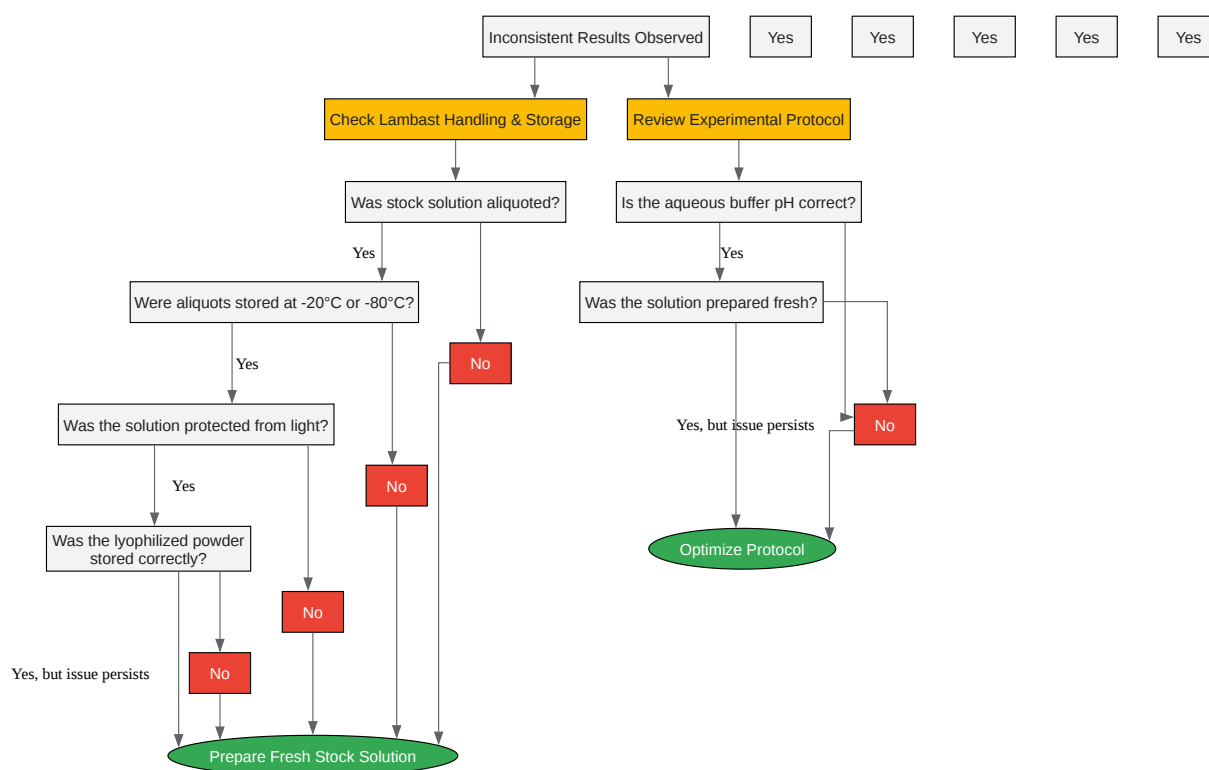 Inconsistent Results Observed
Yes
Yes
Yes
Yes
Yes
Check Lambast Handling & Storage
Review Experimental Protocol
Was stock solution aliquoted?
Is the aqueous buffer pH correct?
Yes
Yes
Were aliquots stored at -20°C or -80°C?
Was the solution prepared fresh?
Yes
No
Was the solution protected from light?
Yes, but issue persists
No
Yes
No
Was the lyophilized powder
stored correctly?
Optimize Protocol
No
Yes, but issue persists
No
Prepare Fresh Stock Solution